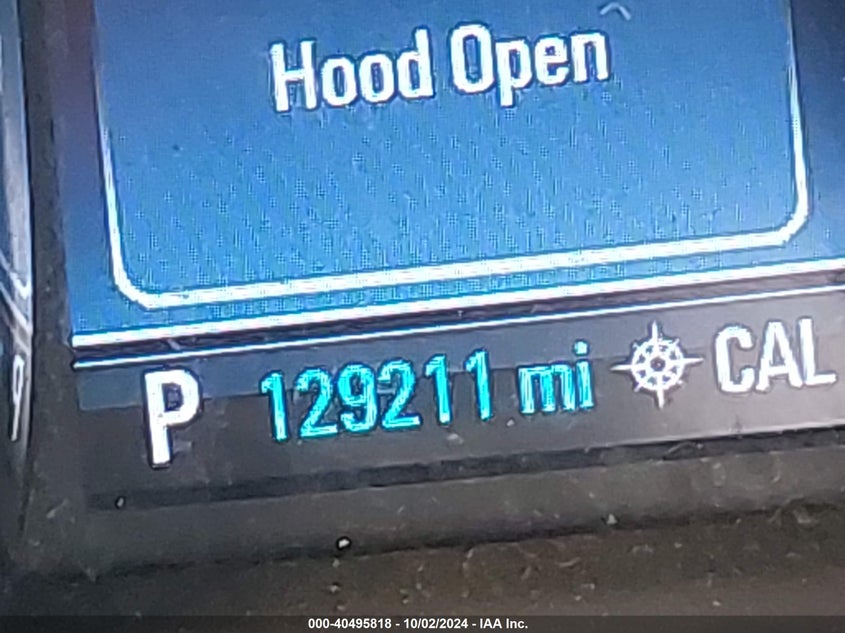 Hood Open
P 129211 mi CAL
000-40495818 - 10/02/2024 - IAA Inc.